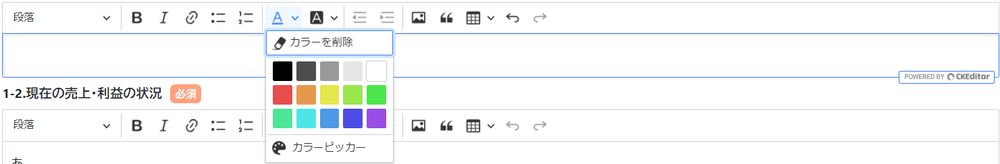 段落
カラーを削除
POWERED BY CKEditor
1-2.現在の売上・利益の状況 必須
段落
カラーピッカー
あ